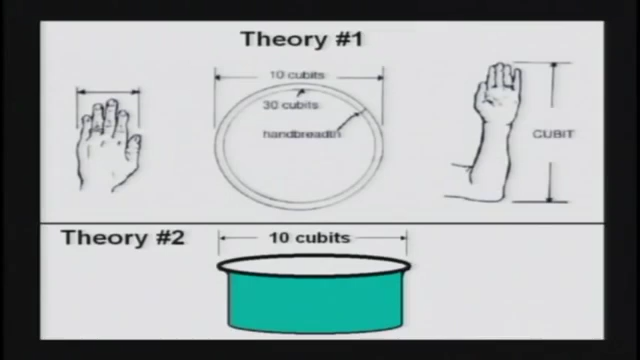 Theory #1
10 cubits
30 cubits
handbreadth
CUBIT
Theory #2
10 cubits